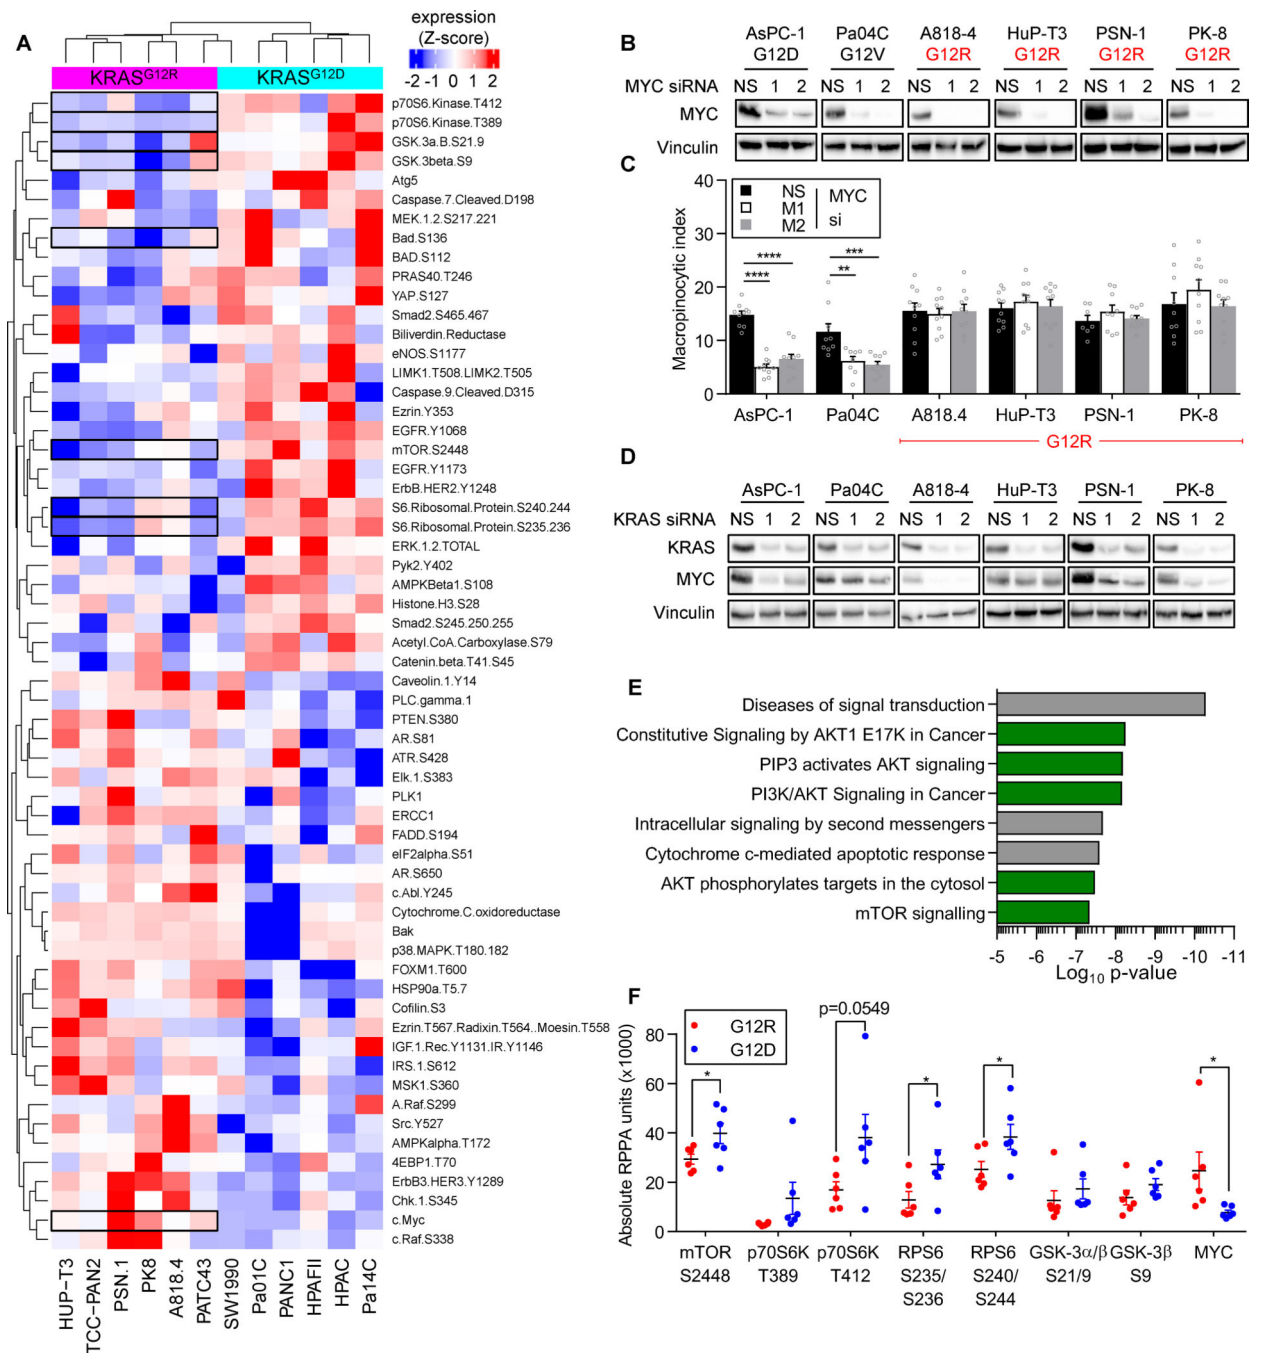 A
expression
(Z-score)
-2 -1 0 1 2
KRASG12R
KRASG12D
p70S6.Kinase.T412
p70S6.Kinase.T389
GSK.3a.B.S21.9
GSK.3beta.S9
Atg5
Caspase.7.Cleaved.D198
MEK.1.2.S217.221
Bad.S136
BAD.S112
PRAS40.T246
YAP.S127
Smad2.S465.467
Biliverdin.Reductase
eNOS.S1177
LIMK1.T508.LIMK2.T505
Caspase.9.Cleaved.D315
Ezrin.Y353
EGFR.Y1068
mTOR.S2448
EGFR.Y1173
ErbB.HER2.Y1248
S6.Ribosomal.Protein.S240.244
S6.Ribosomal.Protein.S235.236
ERK.1.2.TOTAL
Pyk2.Y402
AMPKBeta1.S108
Histone.H3.S28
Smad2.S245.250.255
Acetyl.CoA.Carboxylase.S79
Catenin.beta.T41.S45
Caveolin.1.Y14
PLC.gamma.1
PTEN.S380
AR.S81
ATR.S428
Elk.1.S383
PLK1
ERCC1
FADD.S194
eIF2alpha.S51
AR.S650
c.Abl.Y245
Cytochrome.C.oxidoreductase
Bak
p38.MAPK.T180.182
FOXM1.T600
HSP90a.T5.7
Cofilin.S3
Ezrin.T567.Radixin.T564..Moesin.T558
IGF.1.Rec.Y1131.IR.Y1146
IRS.1.S612
MSK1.S360
A.Raf.S299
Src.Y527
AMPKalpha.T172
4EBP1.T70
ErbB3.HER3.Y1289
Chk.1.S345
c.Myc
c.Raf.S338
HUP-T3
TCC-PAN2
PSN.1
PK8
A818.4
PATC43
SW1990
Pa01C
PANC1
HPAFII
HPAC
Pa14C
B
AsPC-1 Pa04C A818-4 HuP-T3 PSN-1 PK-8
G12D G12V G12R G12R G12R G12R
MYC siRNA NS 1 2 NS 1 2 NS 1 2 NS 1 2 NS 1 2 NS 1 2
MYC
Vinculin
C
Macropinocytic index
40
30
20
10
0
NS
M1
M2
MYC
si
****
****
***
**
AsPC-1 Pa04C A818.4 HuP-T3 PSN-1 PK-8
G12R
D
AsPC-1 Pa04C A818-4 HuP-T3 PSN-1 PK-8
KRAS siRNA NS 1 2 NS 1 2 NS 1 2 NS 1 2 NS 1 2 NS 1 2
KRAS
MYC
Vinculin
E
Diseases of signal transduction
Constitutive Signaling by AKT1 E17K in Cancer
PIP3 activates AKT signaling
PI3K/AKT Signaling in Cancer
Intracellular signaling by second messengers
Cytochrome c-mediated apoptotic response
AKT phosphorylates targets in the cytosol
mTOR signalling
-5 -6 -7 -8 -9 -10 -11
Log10 p-value
F
Absolute RPPA units (x1000)
80
60
40
20
0
G12R
G12D
p=0.0549
*
*
*
*
mTOR p70S6K p70S6K RPS6 RPS6 GSK-3α/β GSK-3β MYC
S2448 T389 T412 S235/ S240/ S21/9 S9
S236 S244